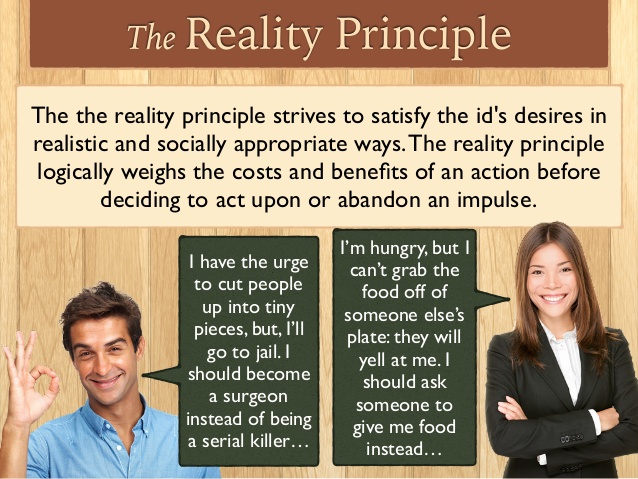 The Reality Principle
The the reality principle strives to satisfy the id's desires in
realistic and socially appropriate ways. The reality principle
logically weighs the costs and benefits of an action before
deciding to act upon or abandon an impulse.
I have the urge
to cut people
up into tiny
pieces, but, I'll
go to jail. I
should become
a surgeon
instead of being
a serial killer…
I'm hungry, but I
can't grab the
food off of
someone else's
plate: they will
yell at me. I
should ask
someone to
give me food
instead…